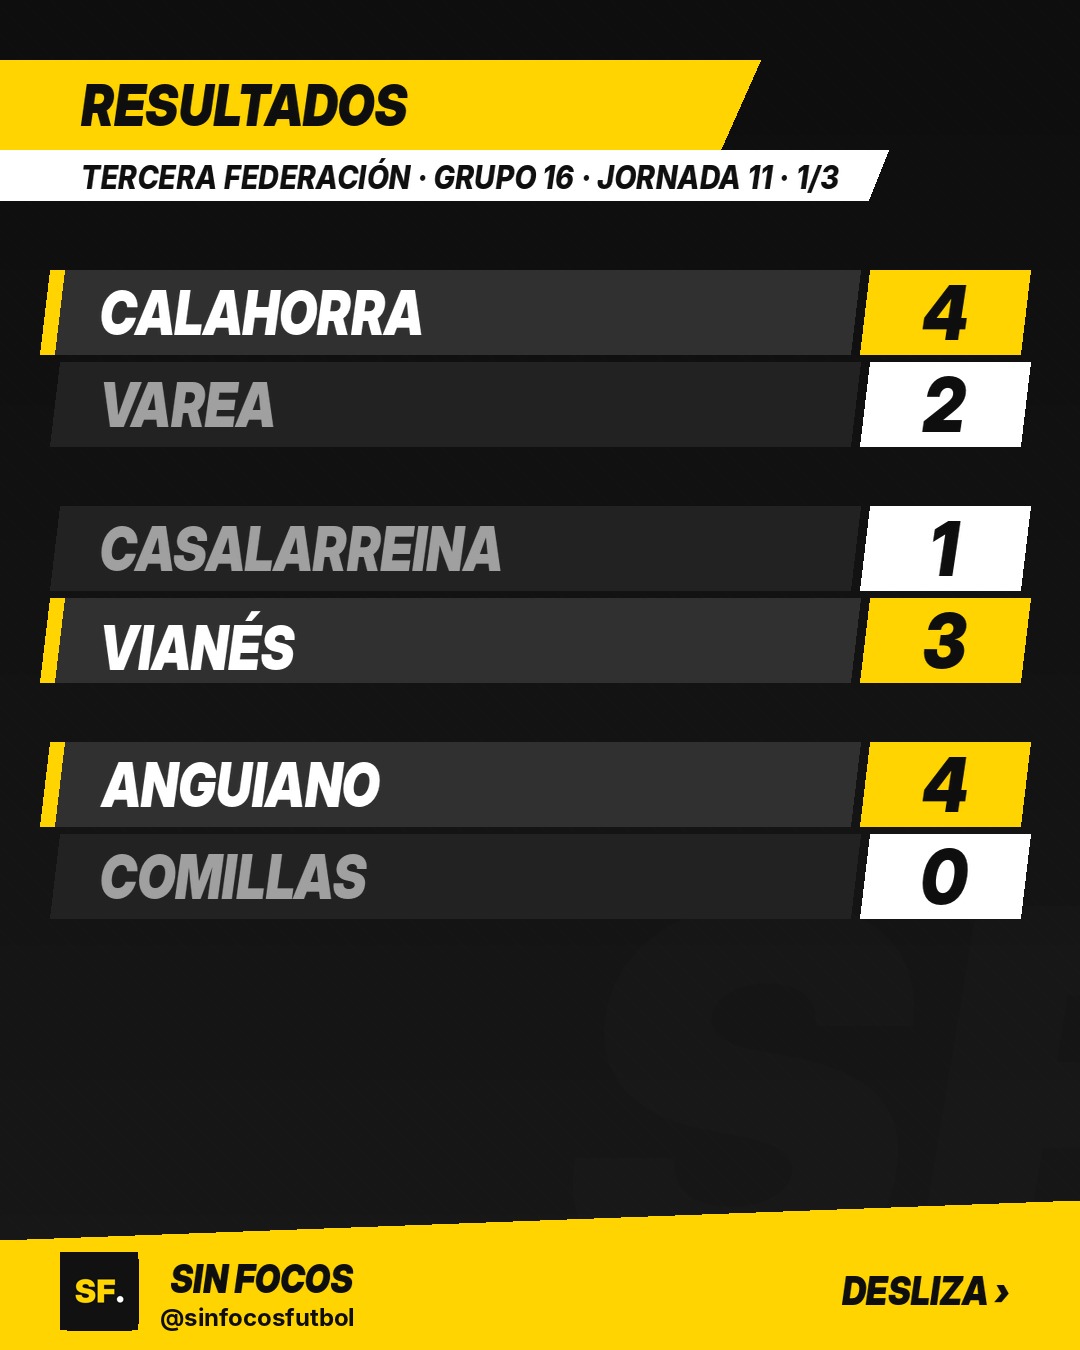 RESULTADOS
TERCERA FEDERACIÓN · GRUPO 16 · JORNADA 11 · 1/3
CALAHORRA 4
VAREA 2
CASALARREINA 1
VIANÉS 3
ANGUIANO 4
COMILLAS 0
SF
SF.
SIN FOCOS
@sinfocosfutbol
DESLIZA ›